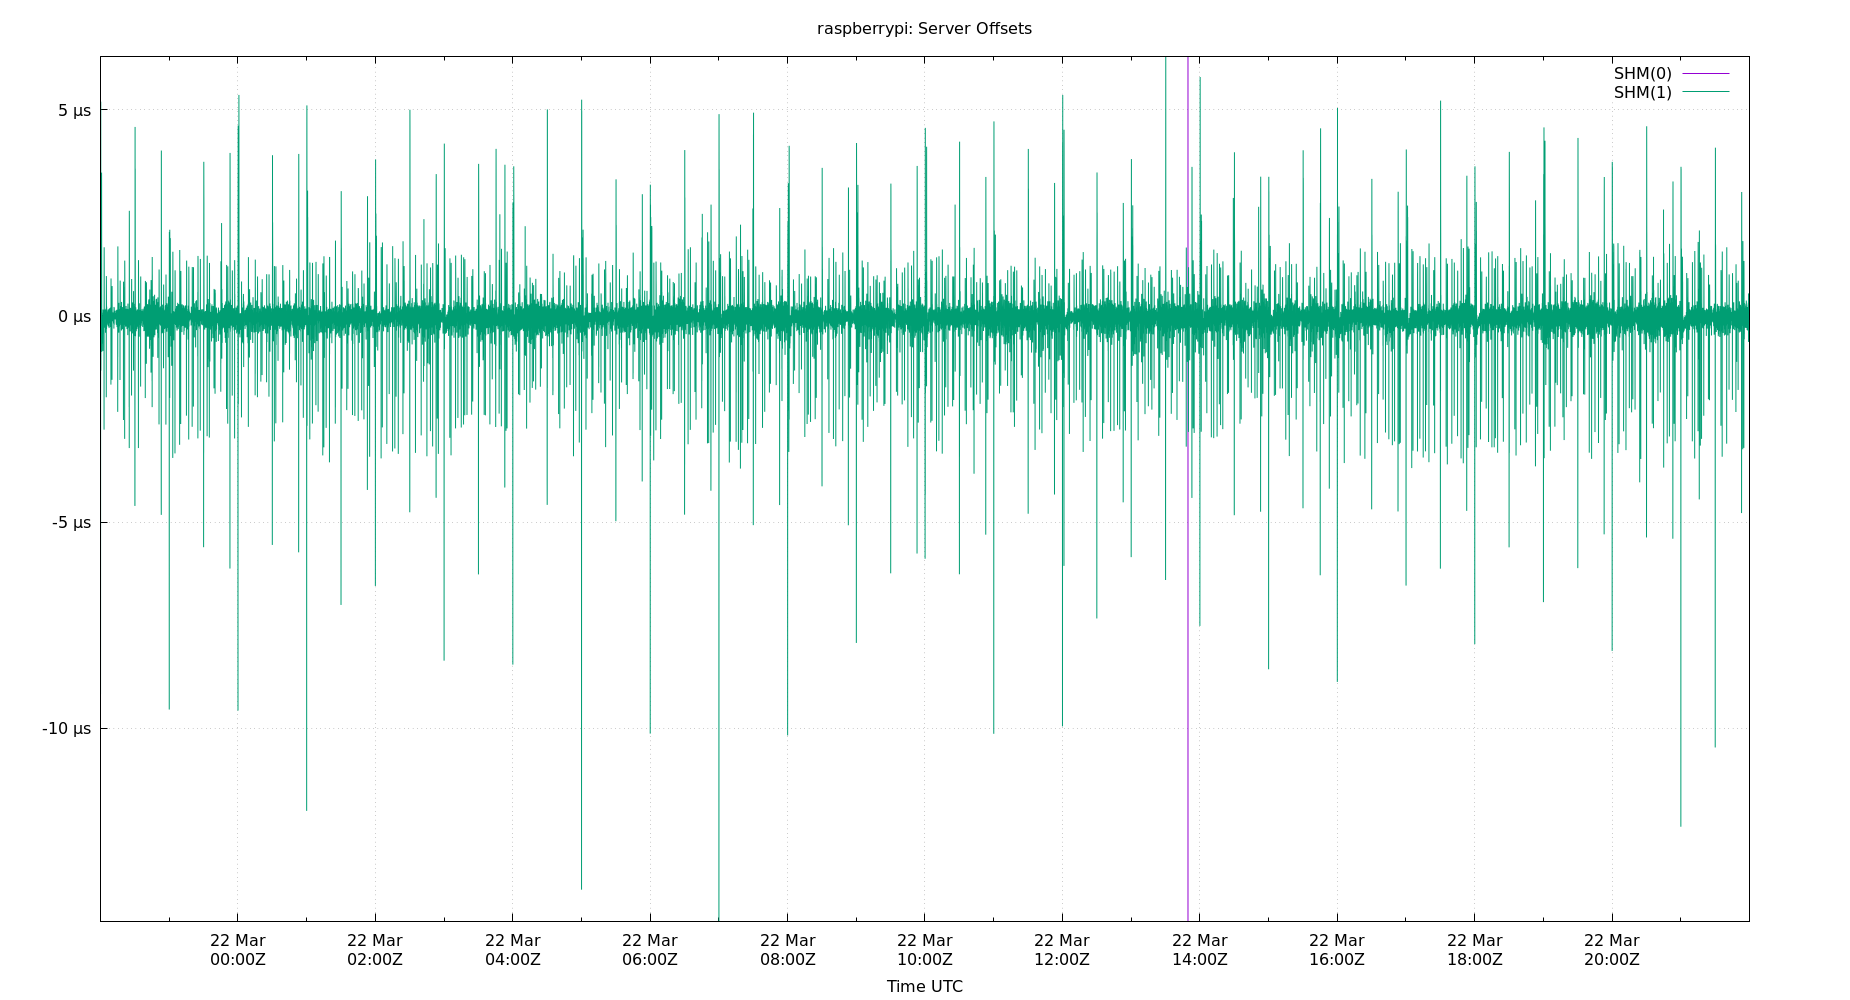 raspberrypi: Server Offsets
SHM(0)
SHM(1)
5 µs
0 µs
-5 µs
-10 µs
22 Mar 22 Mar 22 Mar 22 Mar 22 Mar 22 Mar 22 Mar 22 Mar 22 Mar 22 Mar 22 Mar
00:00Z 02:00Z 04:00Z 06:00Z 08:00Z 10:00Z 12:00Z 14:00Z 16:00Z 18:00Z 20:00Z
Time UTC